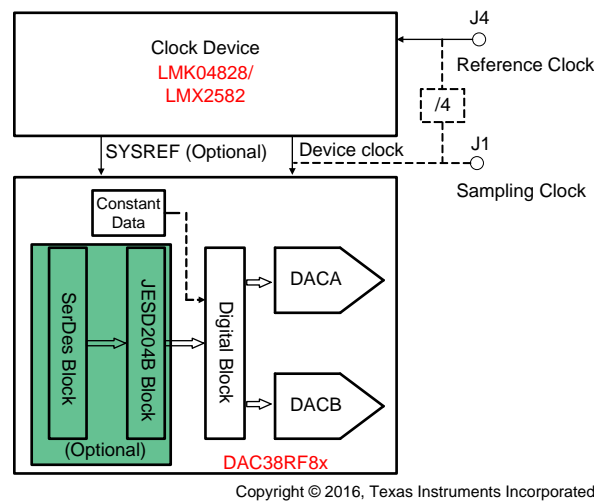 Clock Device
LMK04828/
LMX2582
J4
Reference Clock
/4
J1
Sampling Clock
SYSREF (Optional)
Device clock
Constant
Data
SerDes Block
JESD204B Block
(Optional)
Digital Block
DACA
DACB
DAC38RF8x
Copyright © 2016, Texas Instruments Incorporated